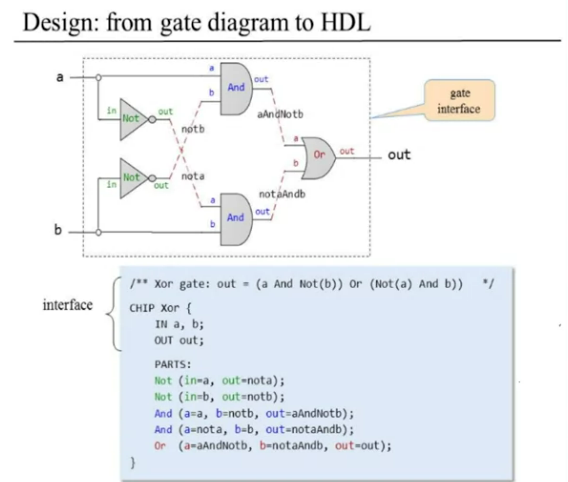 Design: from gate diagram to HDL
a
a
b
And
out
gate
interface
in
Not
out
notb
aAndNotb
a
b
Or
out
out
in
Not
out
nota
notaAndb
a
b
And
out
b
interface
/** Xor gate: out = (a And Not(b)) Or (Not(a) And b)) */
CHIP Xor {
IN a, b;
OUT out;
PARTS:
Not (in=a, out=nota);
Not (in=b, out=notb);
And (a=a, b=notb, out=aAndNotb);
And (a=nota, b=b, out=notaAndb);
Or (a=aAndNotb, b=notaAndb, out=out);
}